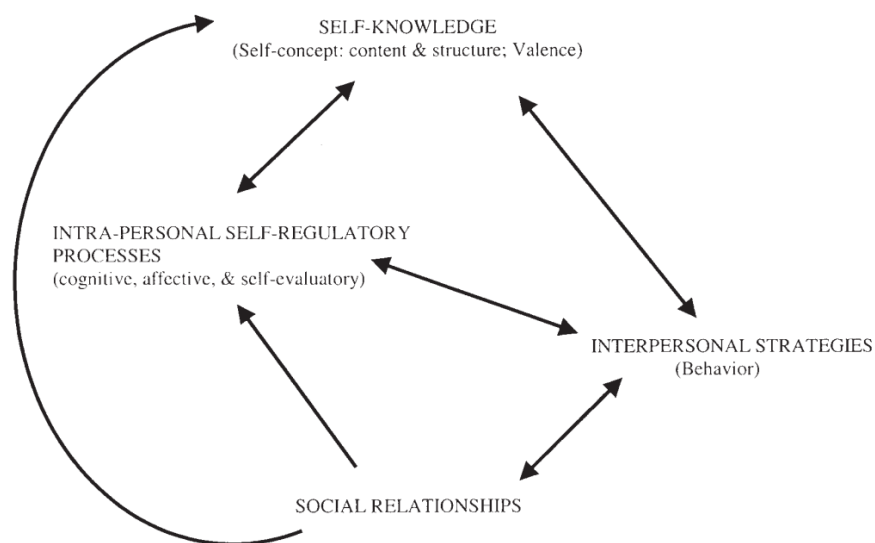 SELF-KNOWLEDGE
(Self-concept: content & structure; Valence)
INTRA-PERSONAL SELF-REGULATORY
PROCESSES
(cognitive, affective, & self-evaluatory)
INTERPERSONAL STRATEGIES
(Behavior)
SOCIAL RELATIONSHIPS